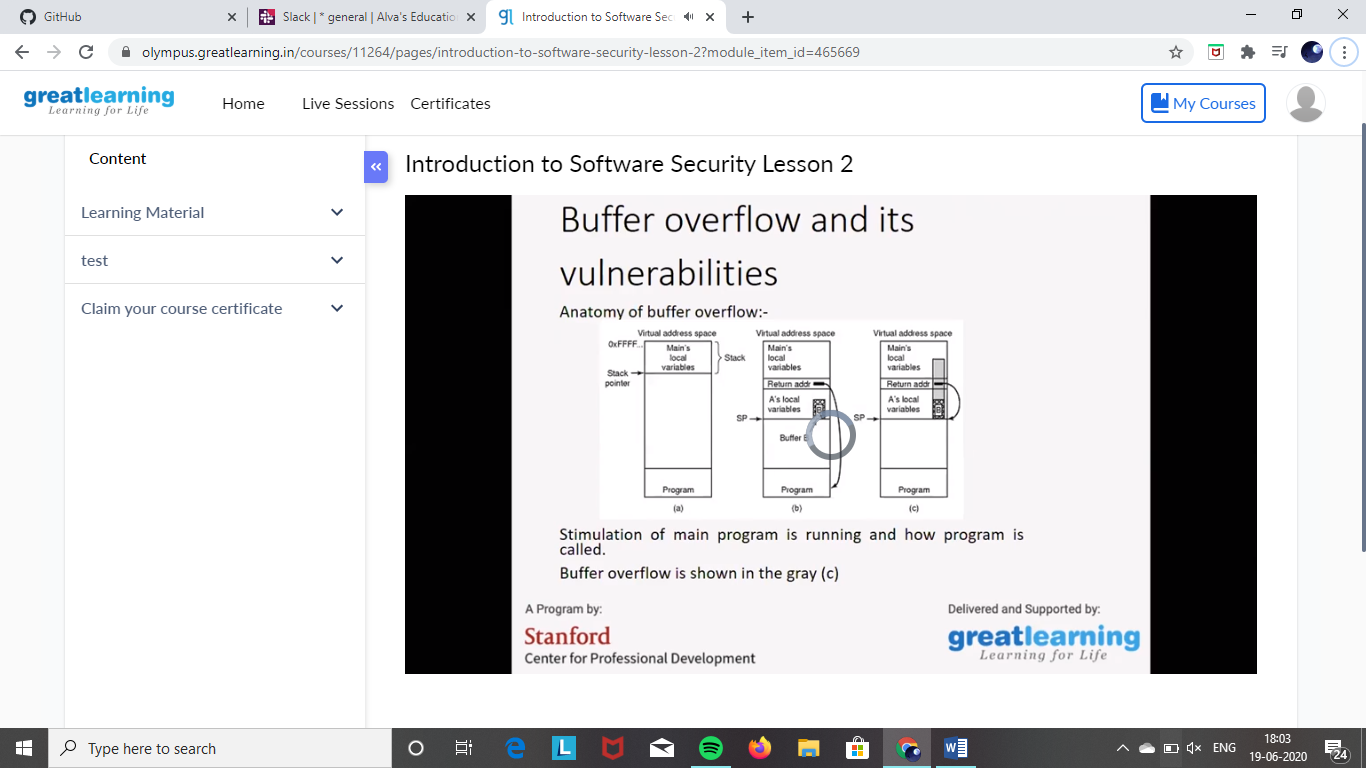 GitHub
Slack | * general | Alva's Educatio
Introduction to Software Sec
olympus.greatlearning.in/courses/11264/pages/introduction-to-software-security-lesson-2?module_item_id=465669
greatlearning
Learning for Life
Home
Live Sessions
Certificates
My Courses
Content
Learning Material
test
Claim your course certificate
«
Introduction to Software Security Lesson 2
Buffer overflow and its
vulnerabilities
Anatomy of buffer overflow:-
Virtual address space
0xFFFF...
Main's
local
variables
Stack
Stack
pointer
Program
(a)
Virtual address space
Main's
local
variables
Return addr
A's local
variables
SP
Buffer B
Program
(b)
Virtual address space
Main's
local
variables
Return addr
A's local
variables
SP
Program
(c)
Stimulation of main program is running and how program is
called.
Buffer overflow is shown in the gray (c)
A Program by:
Stanford
Center for Professional Development
Delivered and Supported by:
greatlearning
Learning for Life
Type here to search
L
W
ENG
18:03
19-06-2020
24